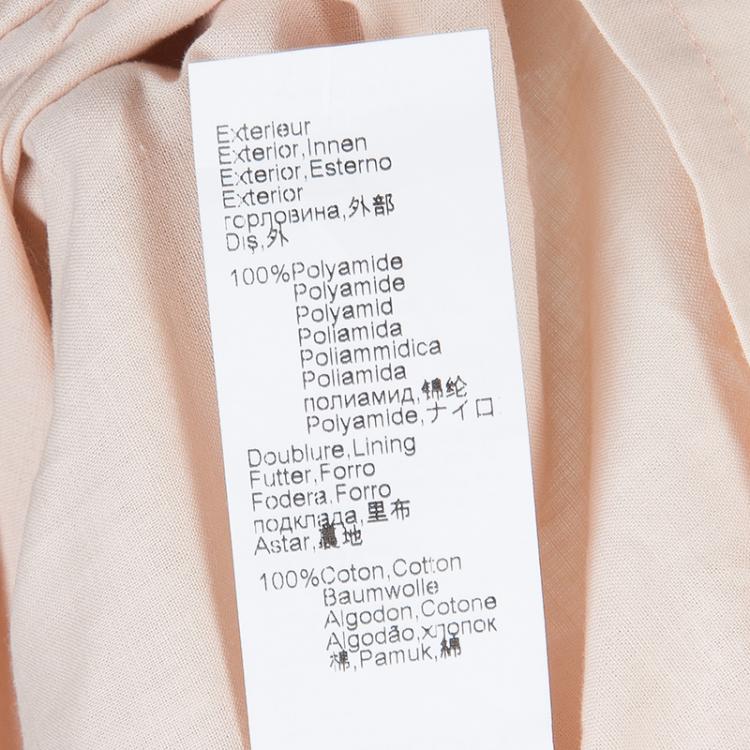 Exterieur
Exterior,Innen
Exterior,Esterno
Exterior
горловина,外部
Dış,外
100%Polyamide
Polyamide
Polyamid
Poliamida
Poliammidica
Poliamida
полиамид,锦纶
Polyamide,ナイロ
Doublure,Lining
Futter,Forro
Fodera,Forro
подклада,里布
Astar,裏地
100%Coton,Cotton
Baumwolle
Algodon,Cotone
Algodão,хлопок
棉,Pamuk,綿